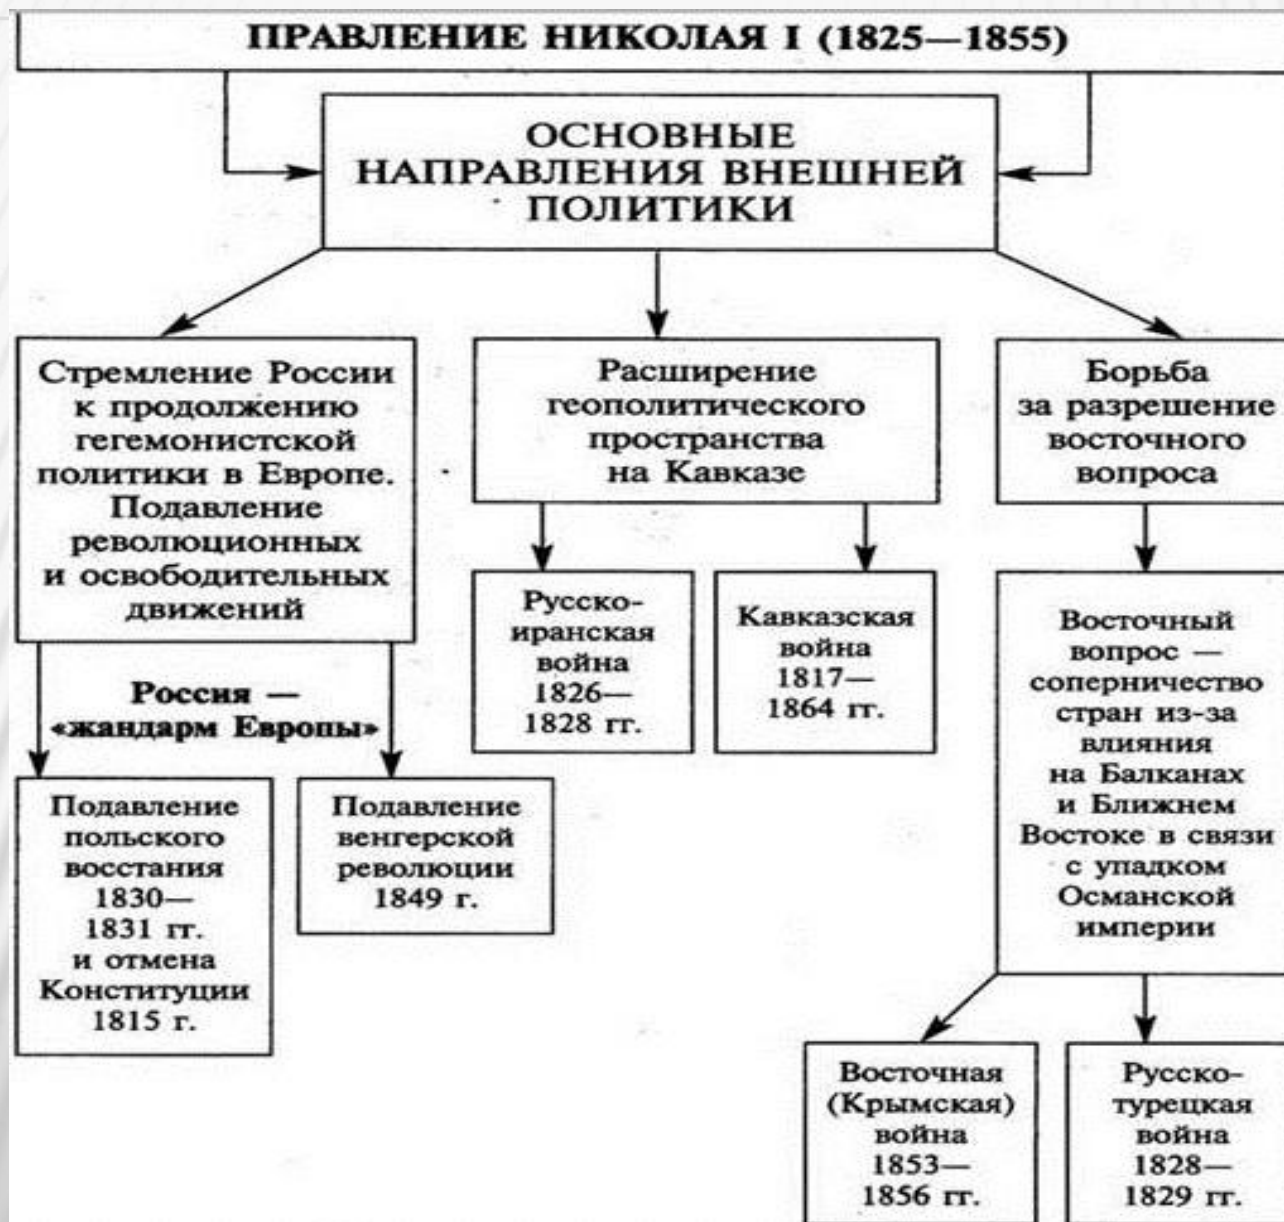 ПРАВЛЕНИЕ НИКОЛАЯ I (1825—1855)
ОСНОВНЫЕ
НАПРАВЛЕНИЯ ВНЕШНЕЙ
ПОЛИТИКИ
Стремление России
к продолжению
гегемонистской
политики в Европе.
Подавление
революционных
и освободительных
движений
Россия —
«жандарм Европы»
Подавление
польского
восстания
1830—
1831 гг.
и отмена
Конституции
1815 г.
Подавление
венгерской
революции
1849 г.
Расширение
геополитического
пространства
на Кавказе
Русско-
иранская
война
1826—
1828 гг.
Кавказская
война
1817—
1864 гг.
Борьба
за разрешение
восточного
вопроса
Восточный
вопрос —
соперничество
стран из-за
влияния
на Балканах
и Ближнем
Востоке в связи
с упадком
Османской
империи
Восточная
(Крымская)
война
1853—
1856 гг.
Русско-
турецкая
война
1828—
1829 гг.